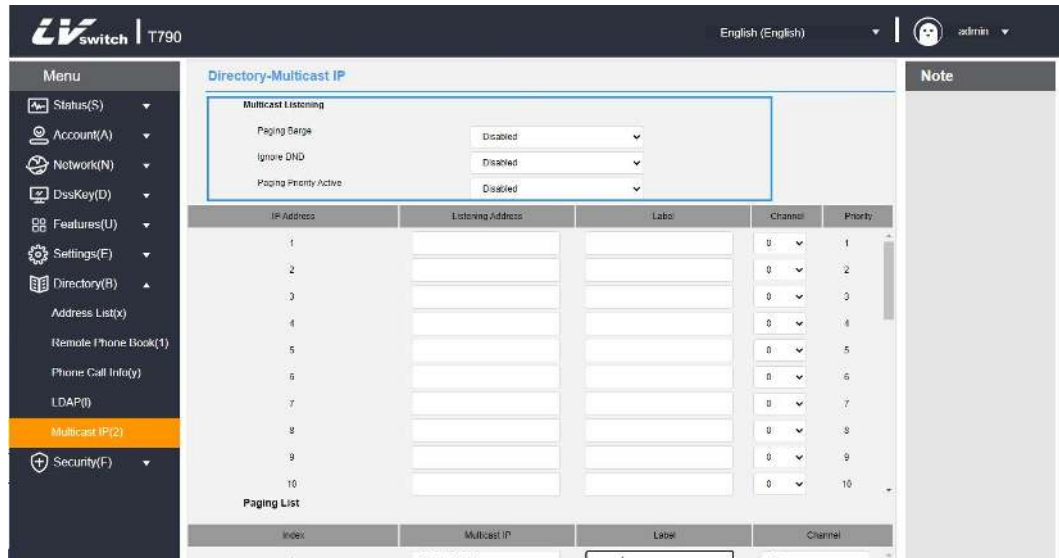 LVswitch | T790
English (English)
admin
Menu
Status(S)
Account(A)
Network(N)
DssKey(D)
Features(U)
Settings(E)
Directory(B)
Address List(x)
Remote Phone Book(1)
Phone Call Info(y)
LDAP(l)
Multicast IP(2)
Security(F)
Directory-Multicast IP
Multicast Listening
Paging Barge Disabled
Ignore DND Disabled
Paging Priority Active Disabled
IP Address Listening Address Label Channel Priority
1 0 1
2 0 2
3 0 3
4 0 4
5 0 5
6 0 6
7 0 7
8 0 8
9 0 9
10 0 10
Paging List
Index Multicast IP Label Channel
Note